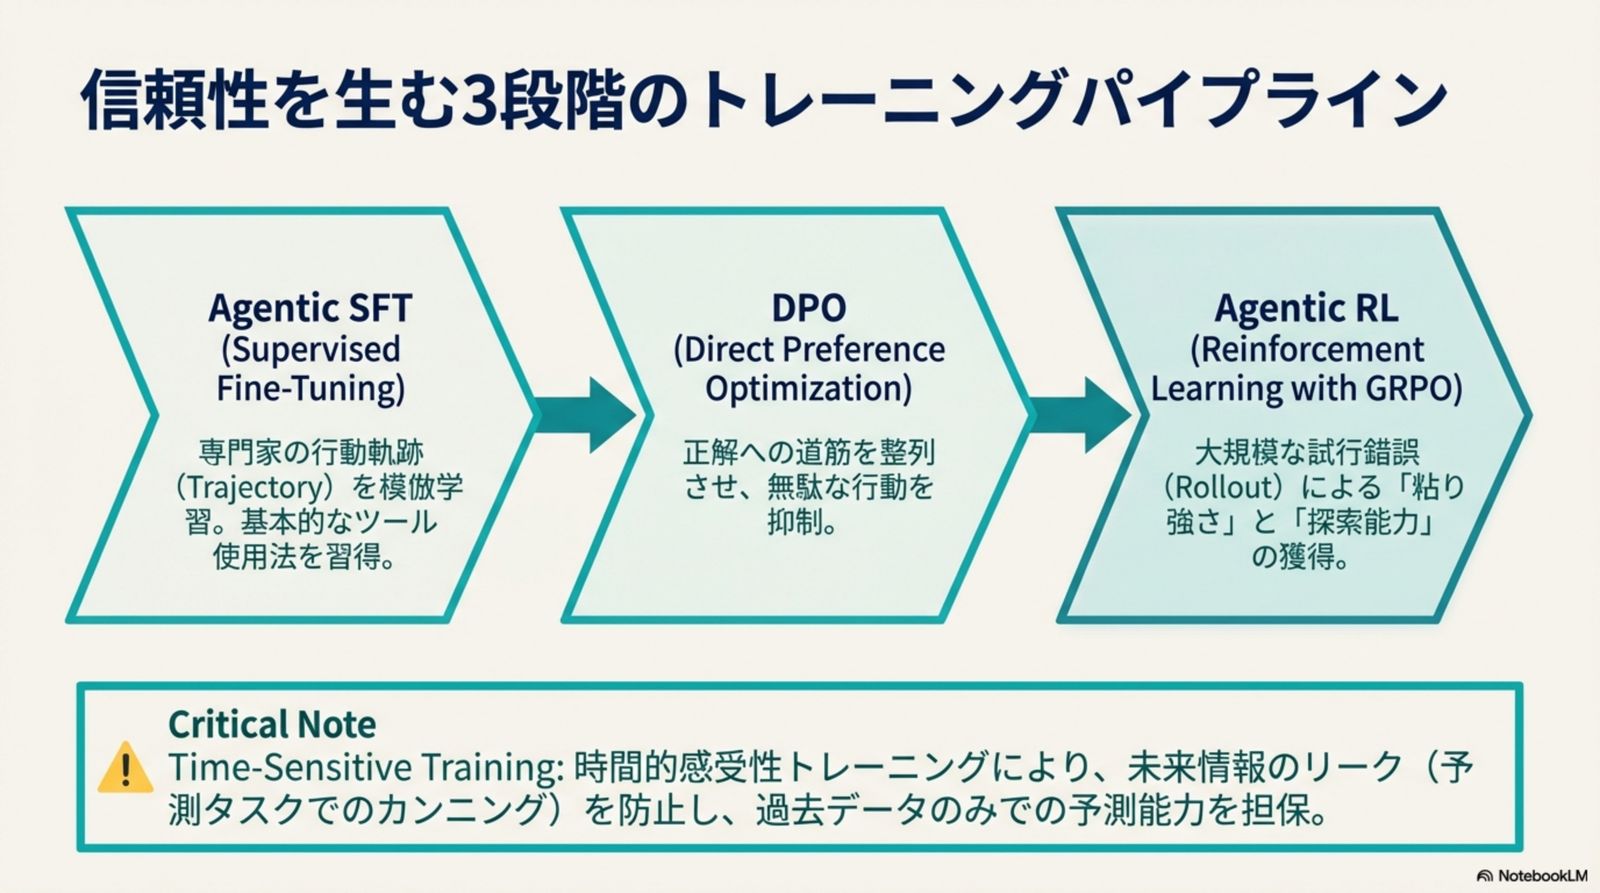 信頼性を生む3段階のトレーニングパイプライン
Agentic SFT
(Supervised
Fine-Tuning)
専門家の行動軌跡
（Trajectory）を模倣学
習。基本的なツール
使用法を習得。
DPO
(Direct Preference
Optimization)
正解への道筋を整列
させ、無駄な行動を
抑制。
Agentic RL
(Reinforcement
Learning with GRPO)
大規模な試行錯誤
（Rollout）による「粘り
強さ」と「探索能力」
の獲得。
Critical Note
Time-Sensitive Training: 時間的感受性トレーニングにより、未来情報のリーク（予
測タスクでのカンニング）を防止し、過去データのみでの予測能力を担保。
NotebookLM